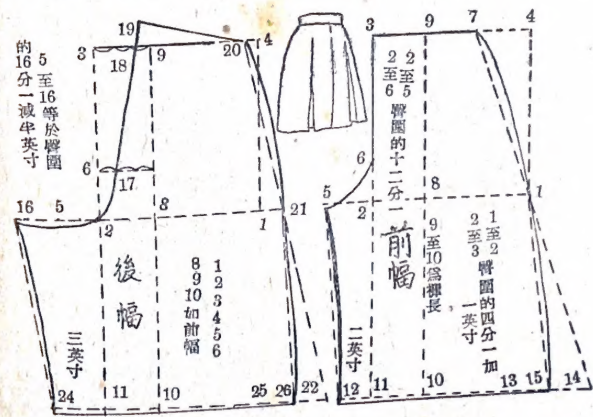 5至16等於臀圍
的16分一減半英寸
19
3
18
9
20
4
6
17
16
5
2
8
1
21
後幅
1 2 3 4 5 6
8 9 10 如前幅
三英寸
24
11
10
25
26
22
3
9
7
4
2至5
2至6
臀圍的十二分一
6
5
2
8
1
前幅
9至10為褲長
1至2
2至3
臀圍的四分一加
一英寸
二英寸
12
11
10
13
15
14